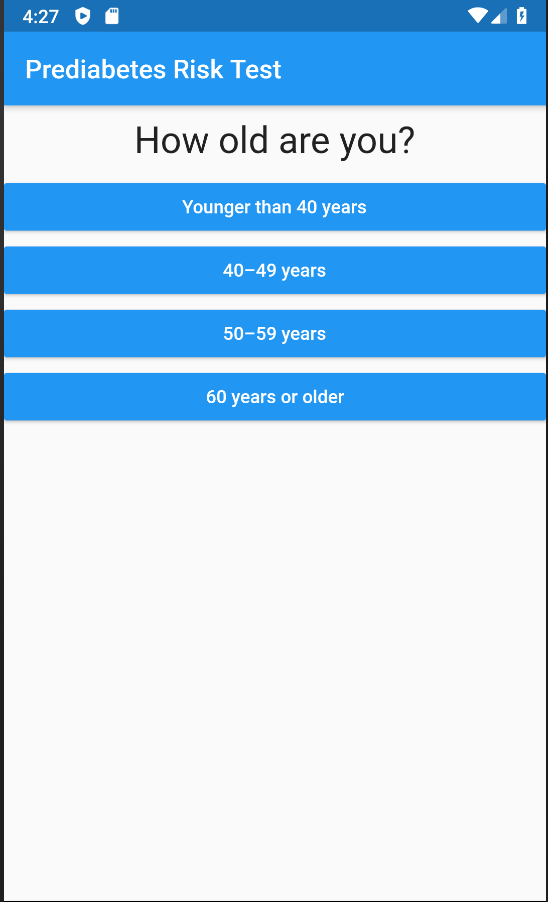 4:27
Prediabetes Risk Test
How old are you?
Younger than 40 years
40–49 years
50–59 years
60 years or older